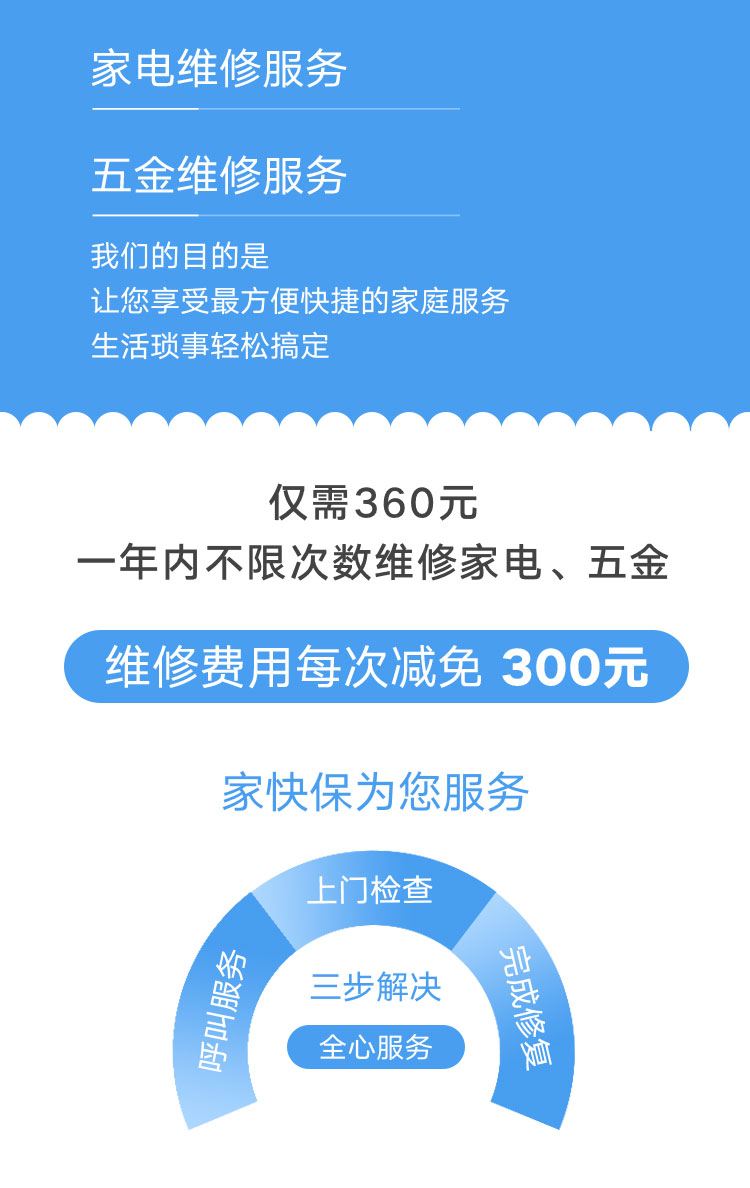 家电维修服务
五金维修服务
我们的目的是
让您享受最方便快捷的家庭服务
生活琐事轻松搞定
仅需360元
一年内不限次数维修家电、五金
维修费用每次减免 300元
家快保为您服务
呼叫服务
上门检查
完成修复
三步解决
全心服务